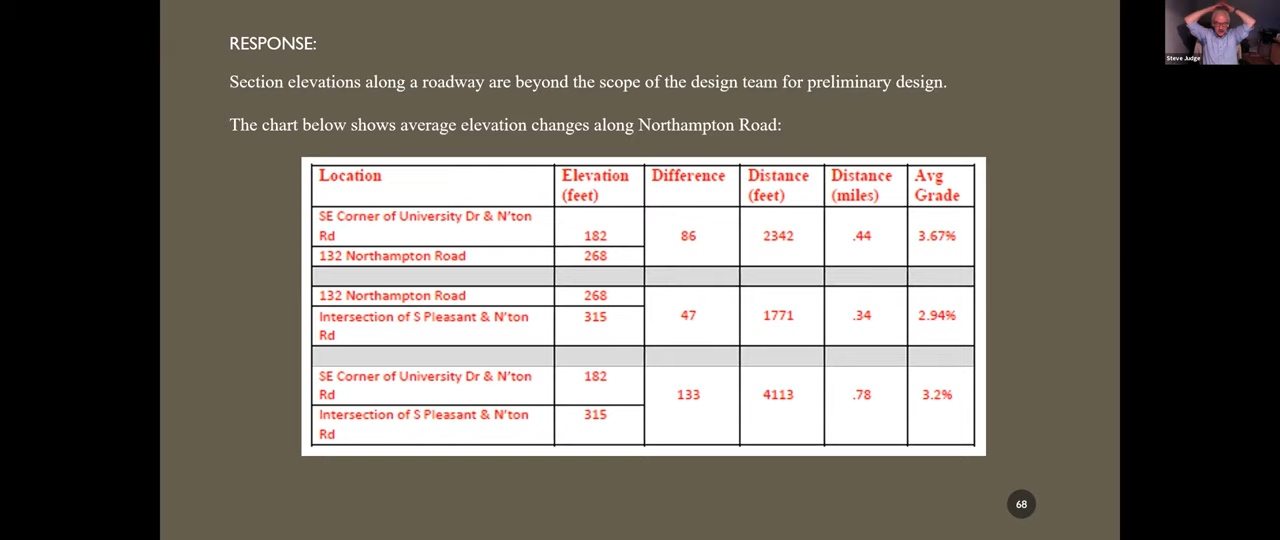 RESPONSE:
Steve Judge
Section elevations along a roadway are beyond the scope of the design team for preliminary design.
The chart below shows average elevation changes along Northampton Road:
Location Elevation (feet) Difference Distance (feet) Distance (miles) Avg Grade
SE Corner of University Dr & N'ton Rd 182 86 2342 .44 3.67%
132 Northampton Road 268
132 Northampton Road 268 47 1771 .34 2.94%
Intersection of S Pleasant & N'ton Rd 315
SE Corner of University Dr & N'ton Rd 182 133 4113 .78 3.2%
Intersection of S Pleasant & N'ton Rd 315
68